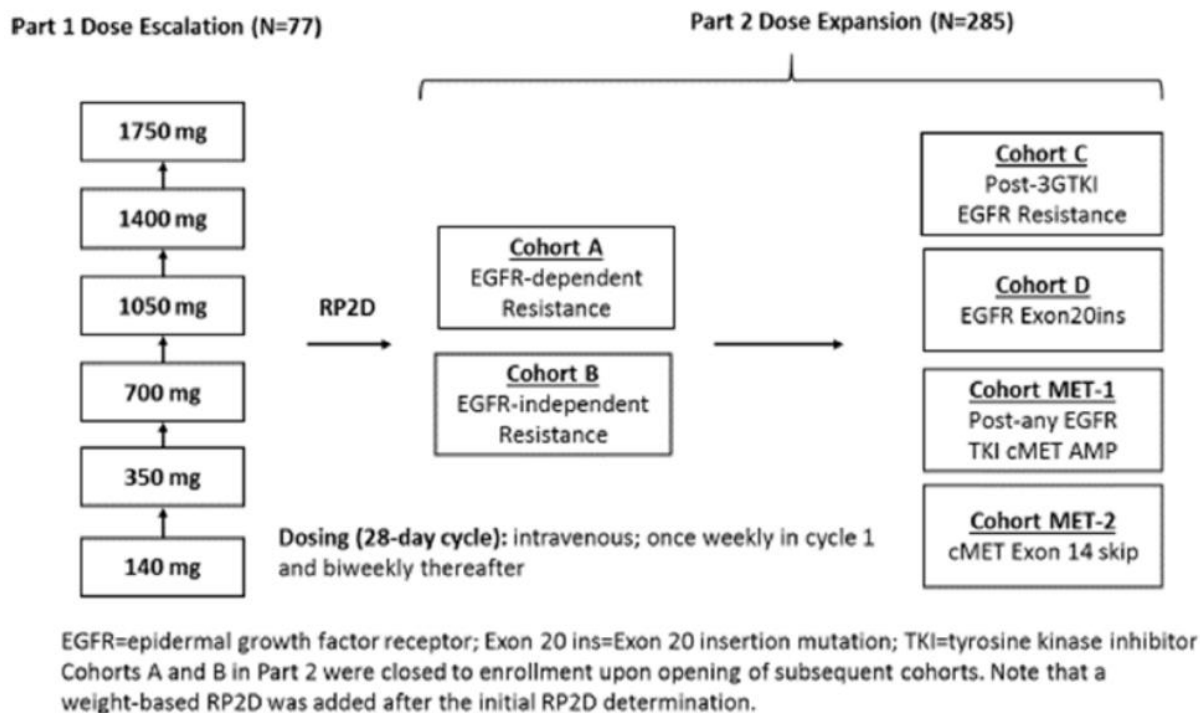 Part 1 Dose Escalation (N=77)
Part 2 Dose Expansion (N=285)
1750 mg
1400 mg
1050 mg
700 mg
350 mg
140 mg
RP2D
Cohort A
EGFR-dependent
Resistance
Cohort B
EGFR-independent
Resistance
Cohort C
Post-3GTKI
EGFR Resistance
Cohort D
EGFR Exon20ins
Cohort MET-1
Post-any EGFR
TKI cMET AMP
Cohort MET-2
cMET Exon 14 skip
Dosing (28-day cycle): intravenous; once weekly in cycle 1
and biweekly thereafter
EGFR=epidermal growth factor receptor; Exon 20 ins=Exon 20 insertion mutation; TKI=tyrosine kinase inhibitor
Cohorts A and B in Part 2 were closed to enrollment upon opening of subsequent cohorts. Note that a
weight-based RP2D was added after the initial RP2D determination.